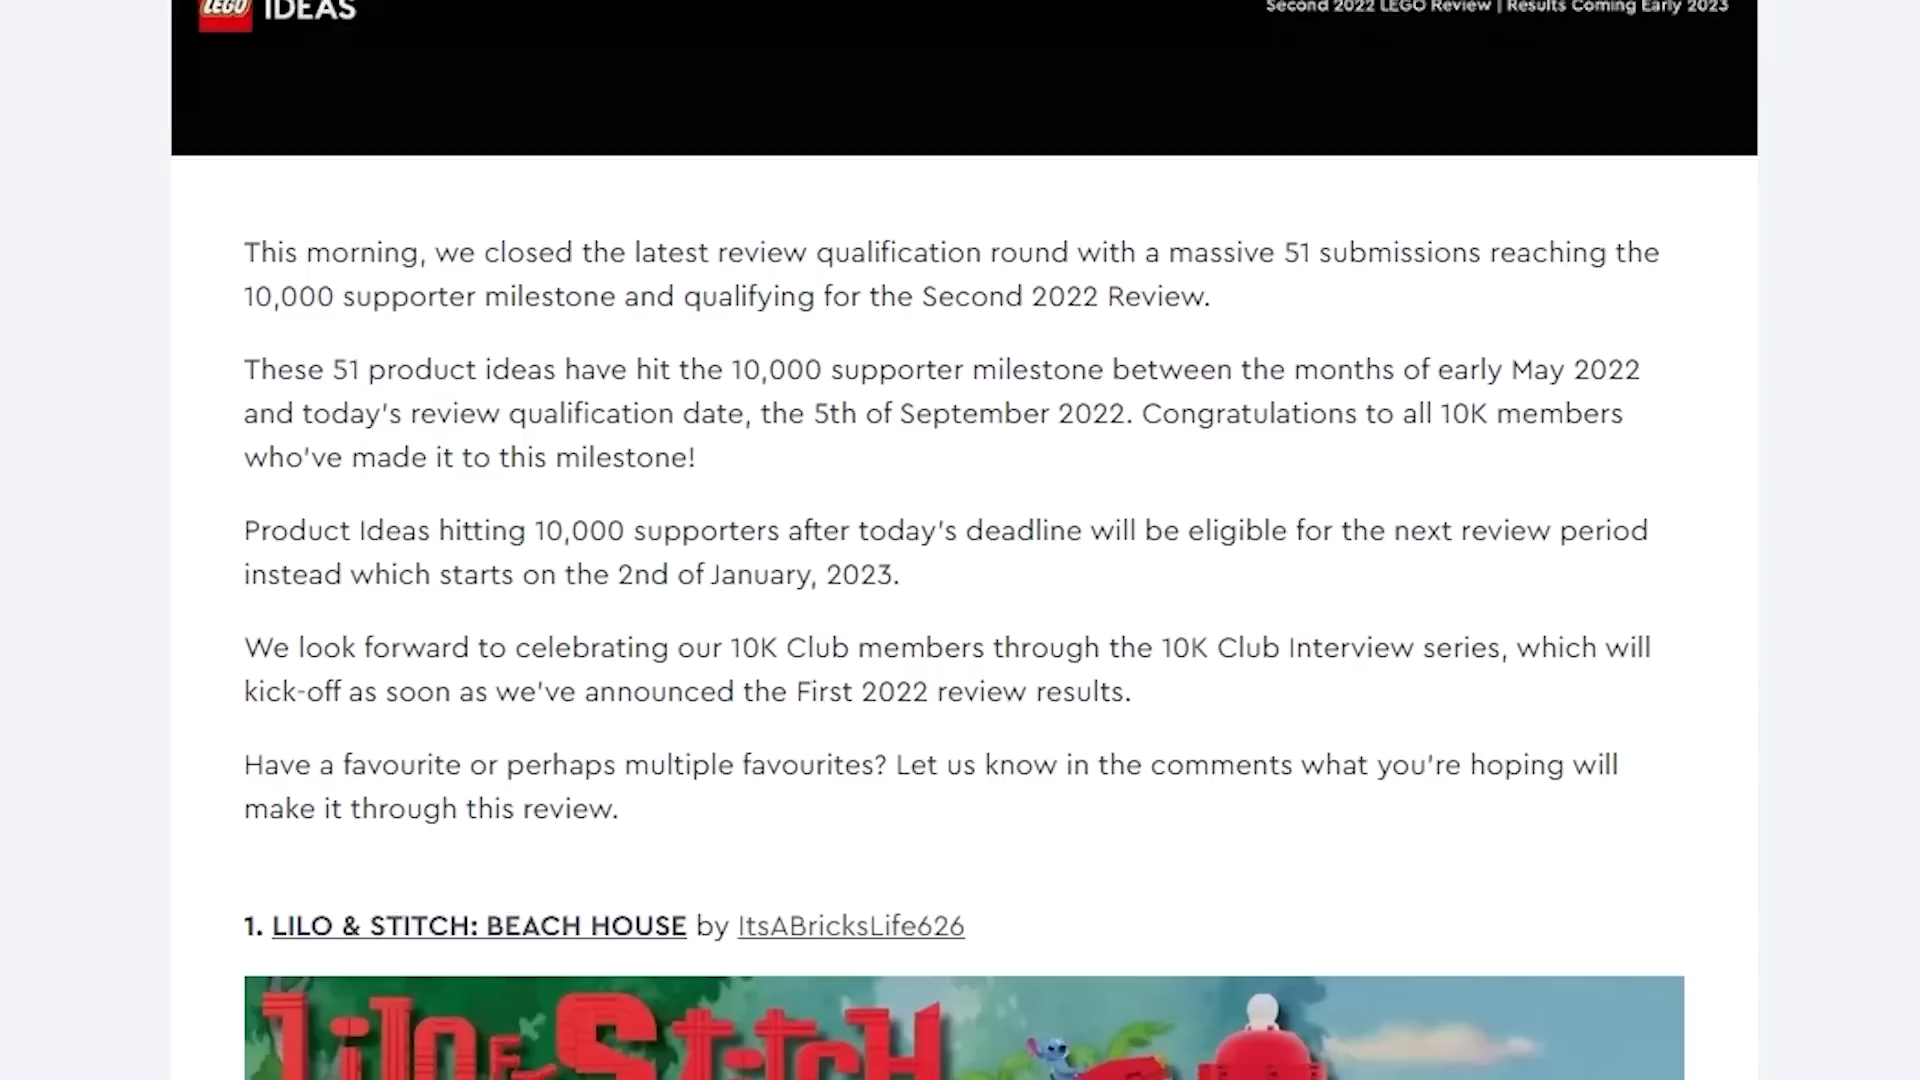 LEGO IDEAS
Second 2022 LEGO Review | Results Coming Early 2023
This morning, we closed the latest review qualification round with a massive 51 submissions reaching the
10,000 supporter milestone and qualifying for the Second 2022 Review.
These 51 product ideas have hit the 10,000 supporter milestone between the months of early May 2022
and today's review qualification date, the 5th of September 2022. Congratulations to all 10K members
who've made it to this milestone!
Product Ideas hitting 10,000 supporters after today's deadline will be eligible for the next review period
instead which starts on the 2nd of January, 2023.
We look forward to celebrating our 10K Club members through the 10K Club Interview series, which will
kick-off as soon as we've announced the First 2022 review results.
Have a favourite or perhaps multiple favourites? Let us know in the comments what you're hoping will
make it through this review.
1. LILO & STITCH: BEACH HOUSE by ItsABricksLife626
Lilo & Stitch